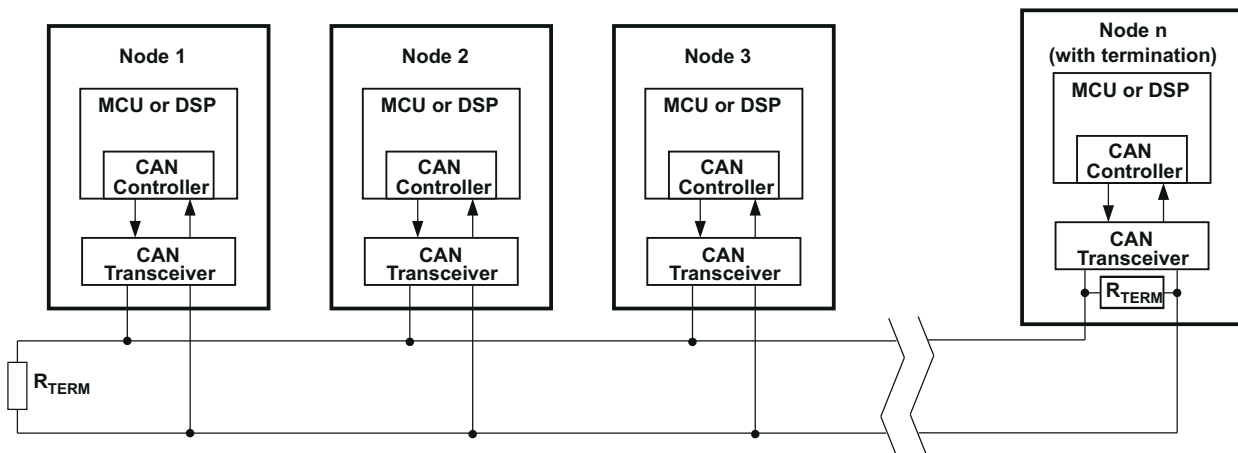 Node 1
MCU or DSP
CAN
Controller
CAN
Transceiver
Node 2
MCU or DSP
CAN
Controller
CAN
Transceiver
Node 3
MCU or DSP
CAN
Controller
CAN
Transceiver
Node n
(with termination)
MCU or DSP
CAN
Controller
CAN
Transceiver
RTERM
RTERM